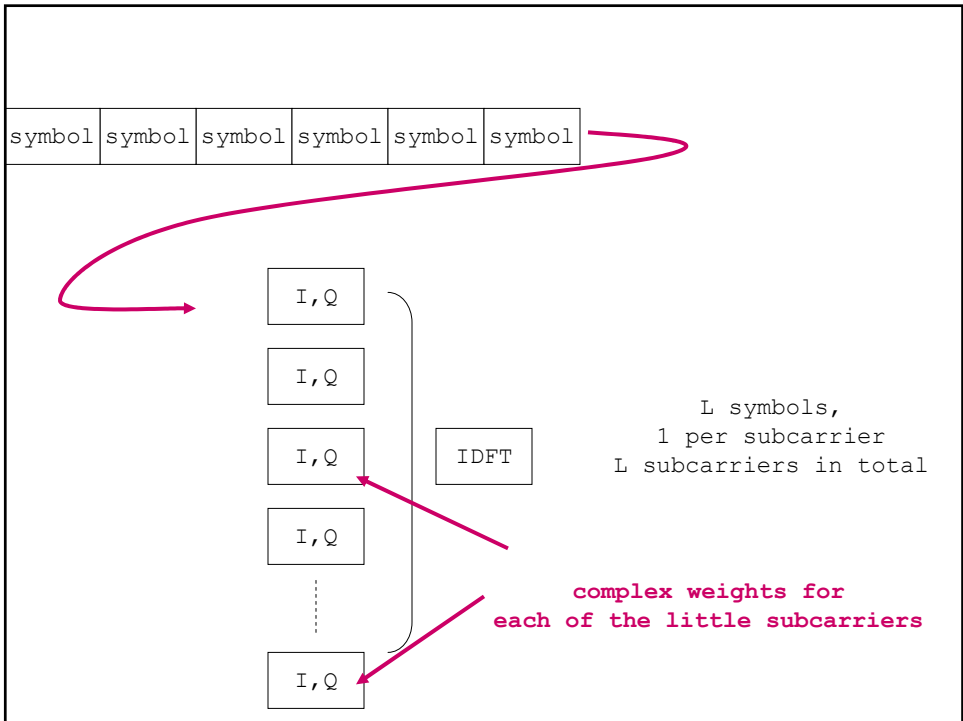 symbol symbol symbol symbol symbol symbol
I,Q
I,Q
I,Q
IDFT
I,Q
I,Q
L symbols,
1 per subcarrier
L subcarriers in total
complex weights for
each of the little subcarriers